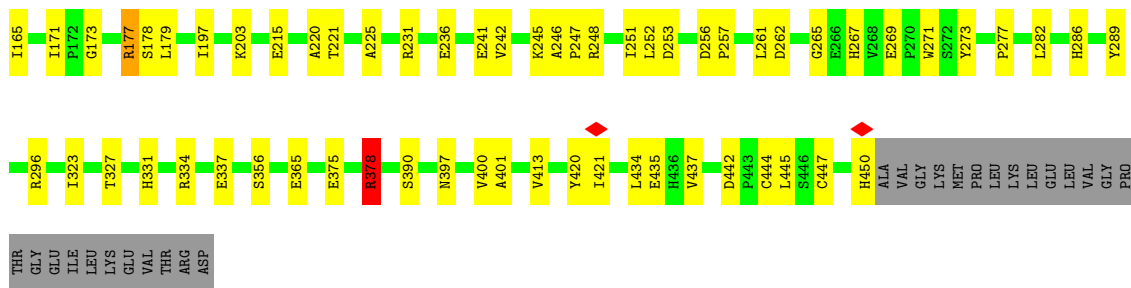 I165 I171 P172 G173 R177 S178 L179 I197 K203 E215 A220 T221 A225 R231 E236 E241 V242 K245 A246 P247 R248 I251 L252 D253 D256 P257 L261 D262 G265 E266 H267 V268 E269 P270 W271 S272 Y273 P277 L282 H286 Y289
R296 I323 T327 H331 R334 E337 S356 E365 E375 R378 S390 N397 V400 A401 V413 Y420 I421 L434 E435 H436 V437 D442 P443 C444 L445 S446 C447 H450 ALA VAL GLY LYS MET PRO LEU LYS LEU GLU LEU VAL GLY PRO
THR GLY GLU ILE LEU LYS GLU VAL THR ARG ASP